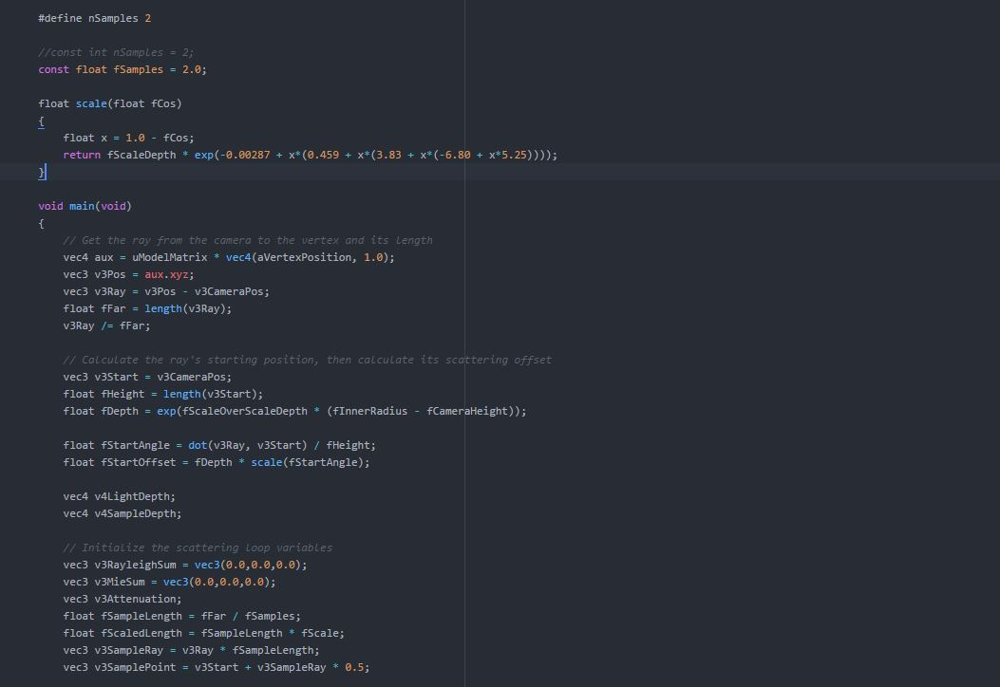 #define nSamples 2
//const int nSamples = 2;
const float fSamples = 2.0;
float scale(float fCos)
{
float x = 1.0 - fCos;
return fScaleDepth * exp(-0.00287 + x*(0.459 + x*(3.83 + x*(-6.80 + x*5.25))));
}
void main(void)
{
// Get the ray from the camera to the vertex and its length
vec4 aux = uModelMatrix * vec4(aVertexPosition, 1.0);
vec3 v3Pos = aux.xyz;
vec3 v3Ray = v3Pos - v3CameraPos;
float fFar = length(v3Ray);
v3Ray /= fFar;
// Calculate the ray's starting position, then calculate its scattering offset
vec3 v3Start = v3CameraPos;
float fHeight = length(v3Start);
float fDepth = exp(fScaleOverScaleDepth * (fInnerRadius - fCameraHeight));
float fStartAngle = dot(v3Ray, v3Start) / fHeight;
float fStartOffset = fDepth * scale(fStartAngle);
vec4 v4LightDepth;
vec4 v4SampleDepth;
// Initialize the scattering loop variables
vec3 v3RayleighSum = vec3(0.0,0.0,0.0);
vec3 v3MieSum = vec3(0.0,0.0,0.0);
vec3 v3Attenuation;
float fSampleLength = fFar / fSamples;
float fScaledLength = fSampleLength * fScale;
vec3 v3SampleRay = v3Ray * fSampleLength;
vec3 v3SamplePoint = v3Start + v3SampleRay * 0.5;